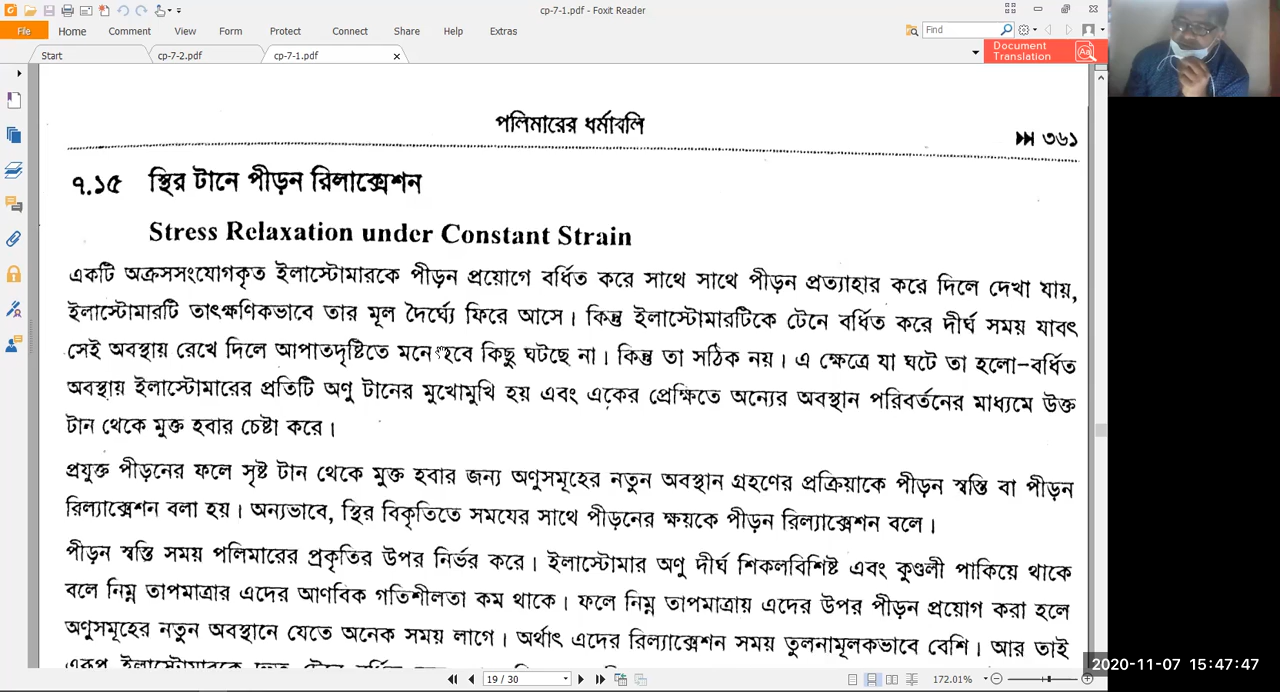 cp-7-1.pdf - Foxit Reader
File Home Comment View Form Protect Connect Share Help Extras
Find
Document
Translation
Start cp-7-2.pdf cp-7-1.pdf
পলিমারের ধর্মাবলি
৩৬১
৭.১৫ স্থির টানে পীড়ন রিলাক্সেশন
Stress Relaxation under Constant Strain
একটি অক্রসসংযোগকৃত ইলাস্টোমারকে পীড়ন প্রয়োগে বর্ধিত করে সাথে সাথে পীড়ন প্রত্যাহার করে দিলে দেখা যায়,
ইলাস্টোমারটি তাৎক্ষণিকভাবে তার মূল দৈর্ঘ্যে ফিরে আসে। কিন্তু ইলাস্টোমারটিকে টেনে বর্ধিত করে দীর্ঘ সময় যাবৎ
সেই অবস্থায় রেখে দিলে আপাতদৃষ্টিতে মনে হবে কিছু ঘটছে না। কিন্তু তা সঠিক নয়। এ ক্ষেত্রে যা ঘটে তা হলো–বর্ধিত
অবস্থায় ইলাস্টোমারের প্রতিটি অণু টানের মুখোমুখি হয় এবং একের প্রেক্ষিতে অন্যের অবস্থান পরিবর্তনের মাধ্যমে উক্ত
টান থেকে মুক্ত হবার চেষ্টা করে।
প্রযুক্ত পীড়নের ফলে সৃষ্ট টান থেকে মুক্ত হবার জন্য অণুসমূহের নতুন অবস্থান গ্রহণের প্রক্রিয়াকে পীড়ন স্বস্তি বা পীড়ন
রিল্যাক্সেশন বলা হয়। অন্যভাবে, স্থির বিকৃতিতে সময়ের সাথে পীড়নের ক্ষয়কে পীড়ন রিল্যাক্সেশন বলে।
পীড়ন স্বস্তি সময় পলিমারের প্রকৃতির উপর নির্ভর করে। ইলাস্টোমার অণু দীর্ঘ শিকলবিশিষ্ট এবং কুণ্ডলী পাকিয়ে থাকে
বলে নিম্ন তাপমাত্রার এদের আণবিক গতিশীলতা কম থাকে। ফলে নিম্ন তাপমাত্রায় এদের উপর পীড়ন প্রয়োগ করা হলে
অণুসমূহের নতুন অবস্থানে যেতে অনেক সময় লাগে। অর্থাৎ এদের রিল্যাক্সেশন সময় তুলনামূলকভাবে বেশি। আর তাই
এরূপ ইলাস্টোমারকে
19 / 30
172.01%
2020-11-07 15:47:47